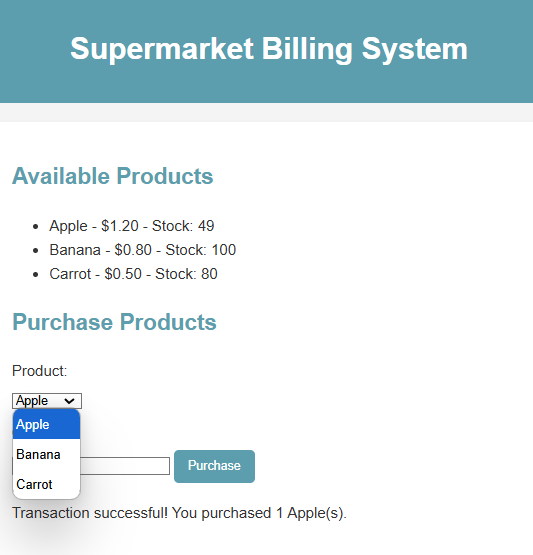 Supermarket Billing System
Available Products
Apple - $1.20 - Stock: 49
Banana - $0.80 - Stock: 100
Carrot - $0.50 - Stock: 80
Purchase Products
Product:
Apple
Apple
Banana
Carrot
Purchase
Transaction successful! You purchased 1 Apple(s).